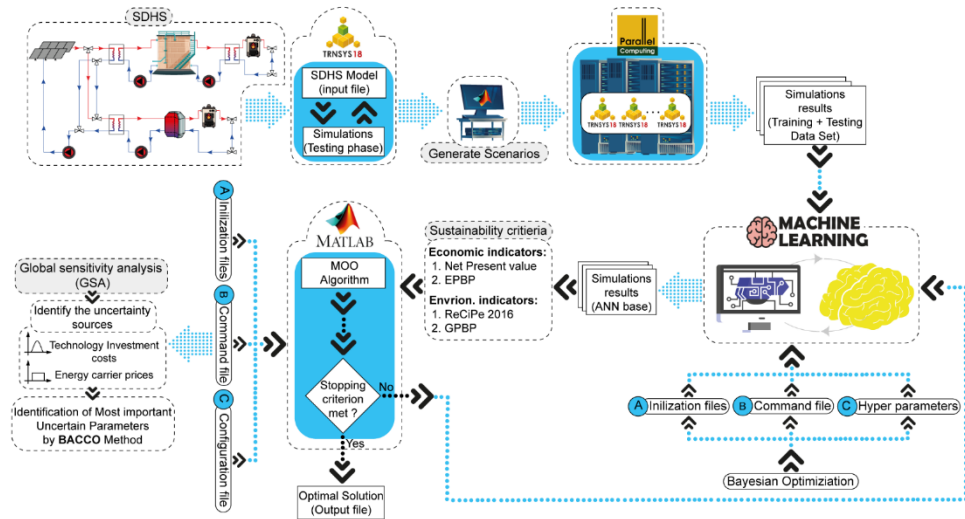 SDHS
TRNSYS18
SDHS Model
(input file)
Simulations
(Testing phase)
Generate Scenarios
Parallel
Computing
TRNSYS18
TRNSYS18
TRNSYS18
Simulations
results
(Training + Testing
Data Set)
MACHINE
LEARNING
Simulations
results
(ANN base)
Sustainability critieria
Economic indicators:
1. Net Present value
2. EPBP
Envrion. indicators:
1. ReCiPe 2016
2. GPBP
MATLAB
MOO
Algorithm
Stopping
criterion
met ?
No
Yes
Optimal Solution
(Output file)
A
Inilization files
B
Command file
C
Configuration file
Global sensitivity analysis
(GSA)
Identify the uncertainty
sources
Technology Investment
costs
Energy carrier prices
Identification of Most important
Uncertain Parameters
by BACCO Method
A Inilization files
B Command file
C Hyper parameters
Bayesian Optimiziation